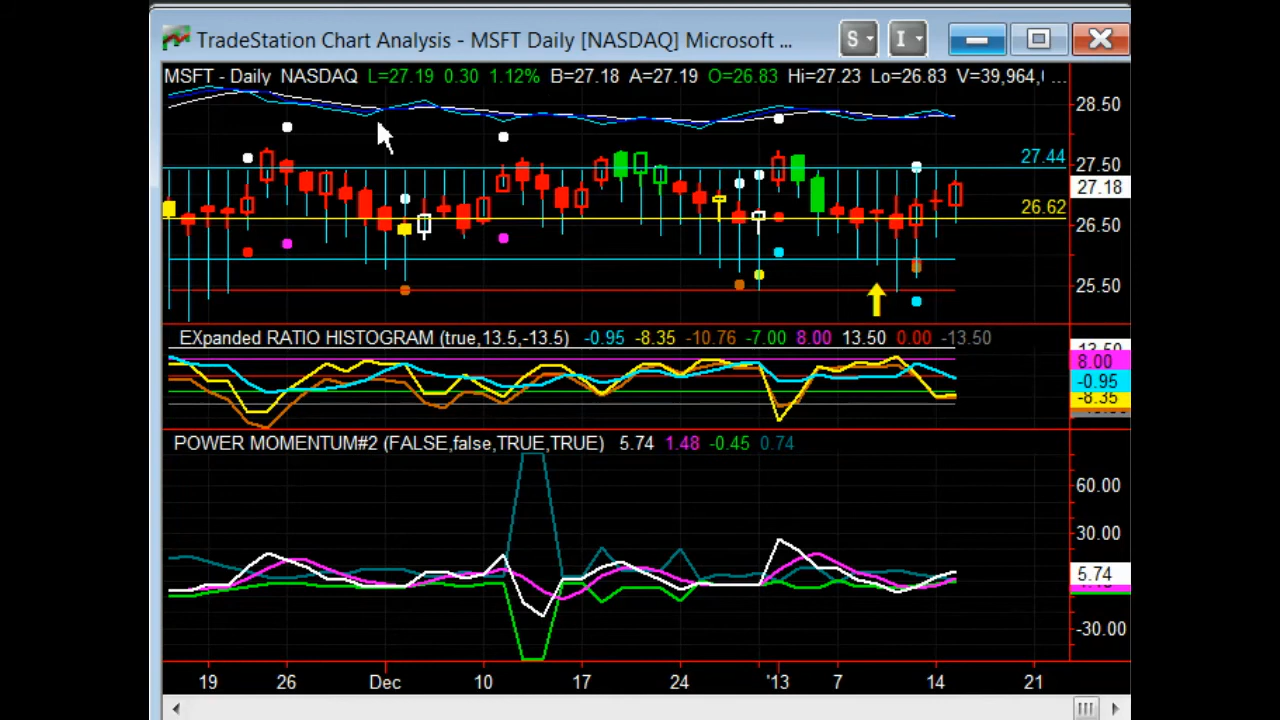 TradeStation Chart Analysis - MSFT Daily [NASDAQ] Microsoft ...
S I
MSFT - Daily NASDAQ L=27.19 0.30 1.12% B=27.18 A=27.19 O=26.83 Hi=27.23 Lo=26.83 V=39,964,( ...
28.50
27.44
27.50
27.18
26.62
26.50
25.50
EXpanded RATIO HISTOGRAM (true,13.5,-13.5) -0.95 -8.35 -10.76 -7.00 8.00 13.50 0.00 -13.50
13.50
8.00
-0.95
-8.35
POWER MOMENTUM#2 (FALSE,false,TRUE,TRUE) 5.74 1.48 -0.45 0.74
60.00
30.00
5.74
-30.00
19 26 Dec 10 17 24 '13 7 14 21